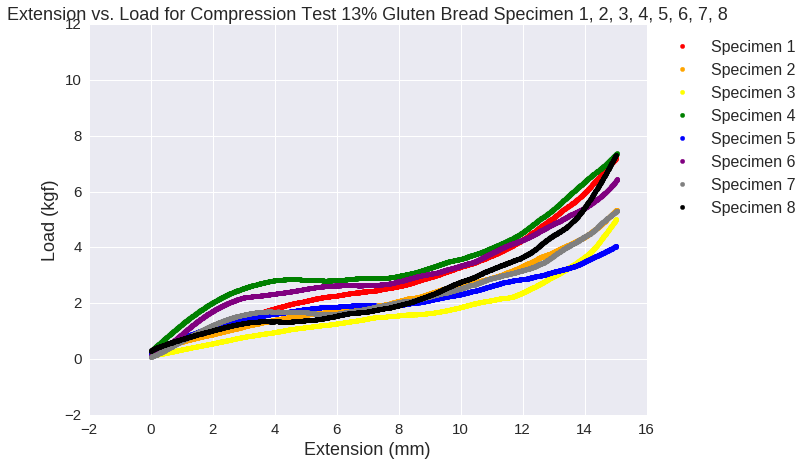 Extension vs. Load for Compression Test 13% Gluten Bread Specimen 1, 2, 3, 4, 5, 6, 7, 8
12
10
8
6
4
2
0
−2
Load (kgf)
−2 0 2 4 6 8 10 12 14 16
Extension (mm)
Specimen 1
Specimen 2
Specimen 3
Specimen 4
Specimen 5
Specimen 6
Specimen 7
Specimen 8